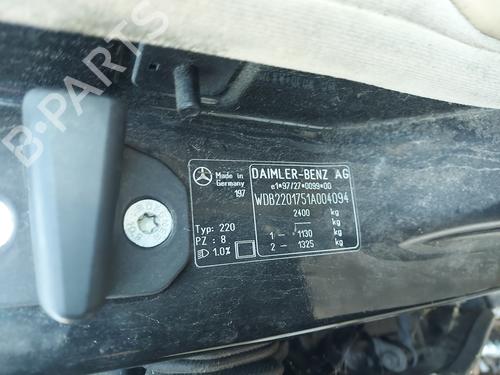 B-PARTS
Made in
Germany
197
DAIMLER-BENZ AG
e1*97/27*0099*00
WDB2201751A004094
2400 kg
kg
Typ: 220
1 - 1130 kg
PZ : 8
2 - 1325 kg
1.0%